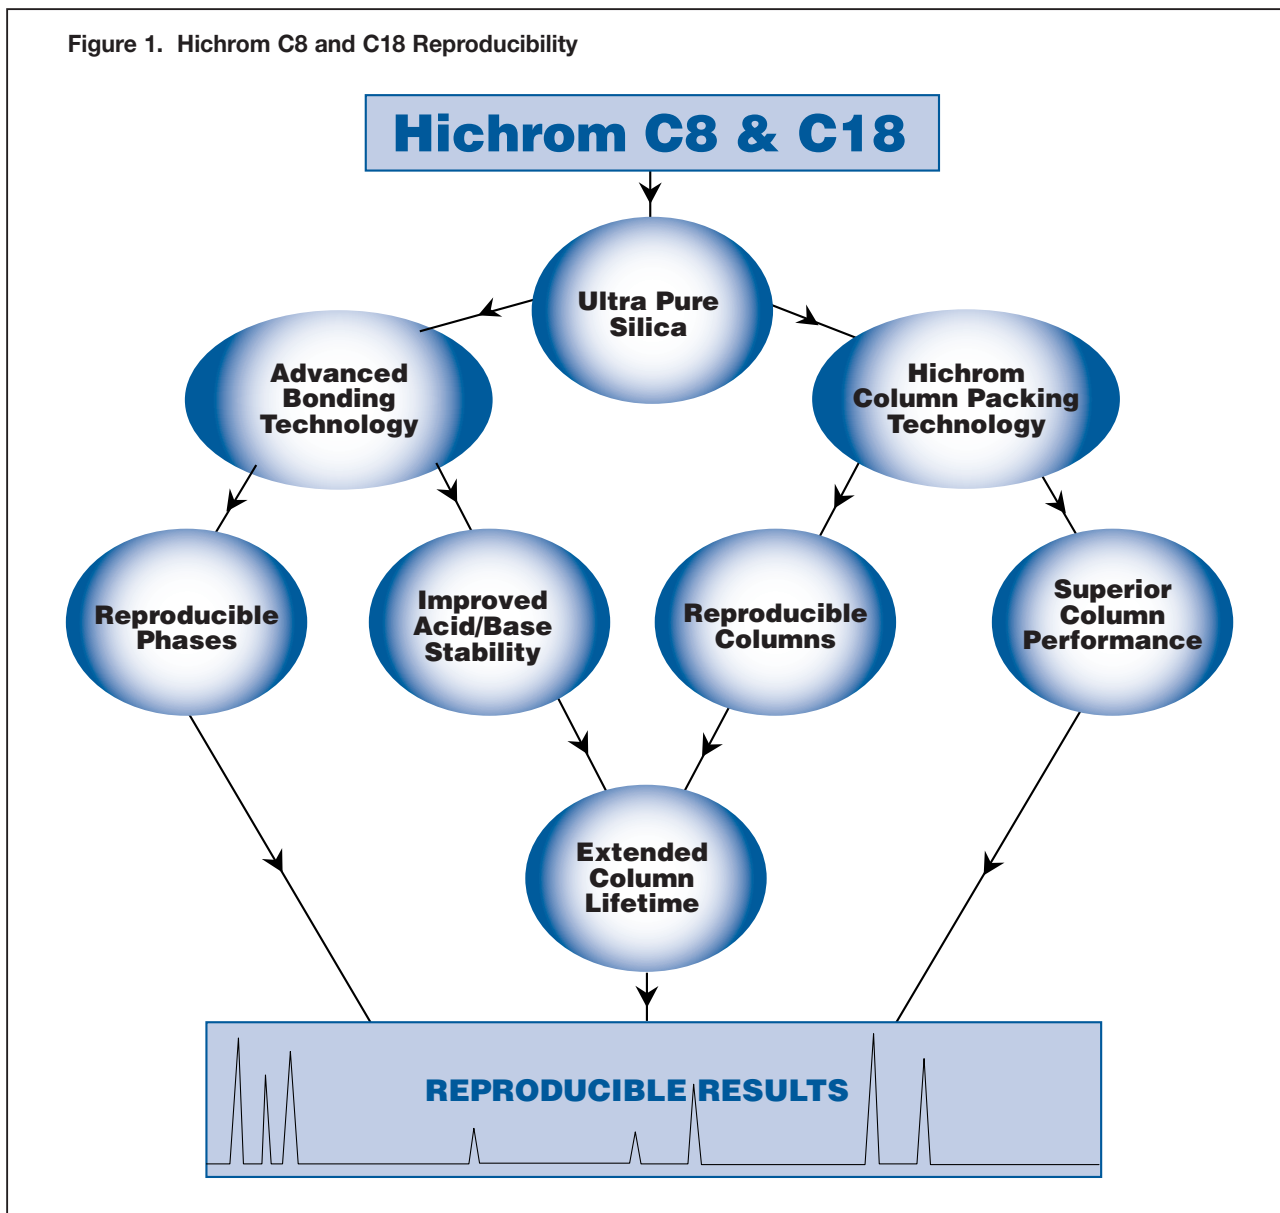 Figure 1. Hichrom C8 and C18 Reproducibility
Hichrom C8 & C18
Ultra Pure
Silica
Advanced
Bonding
Technology
Hichrom
Column Packing
Technology
Reproducible
Phases
Improved
Acid/Base
Stability
Reproducible
Columns
Superior
Column
Performance
Extended
Column
Lifetime
REPRODUCIBLE RESULTS